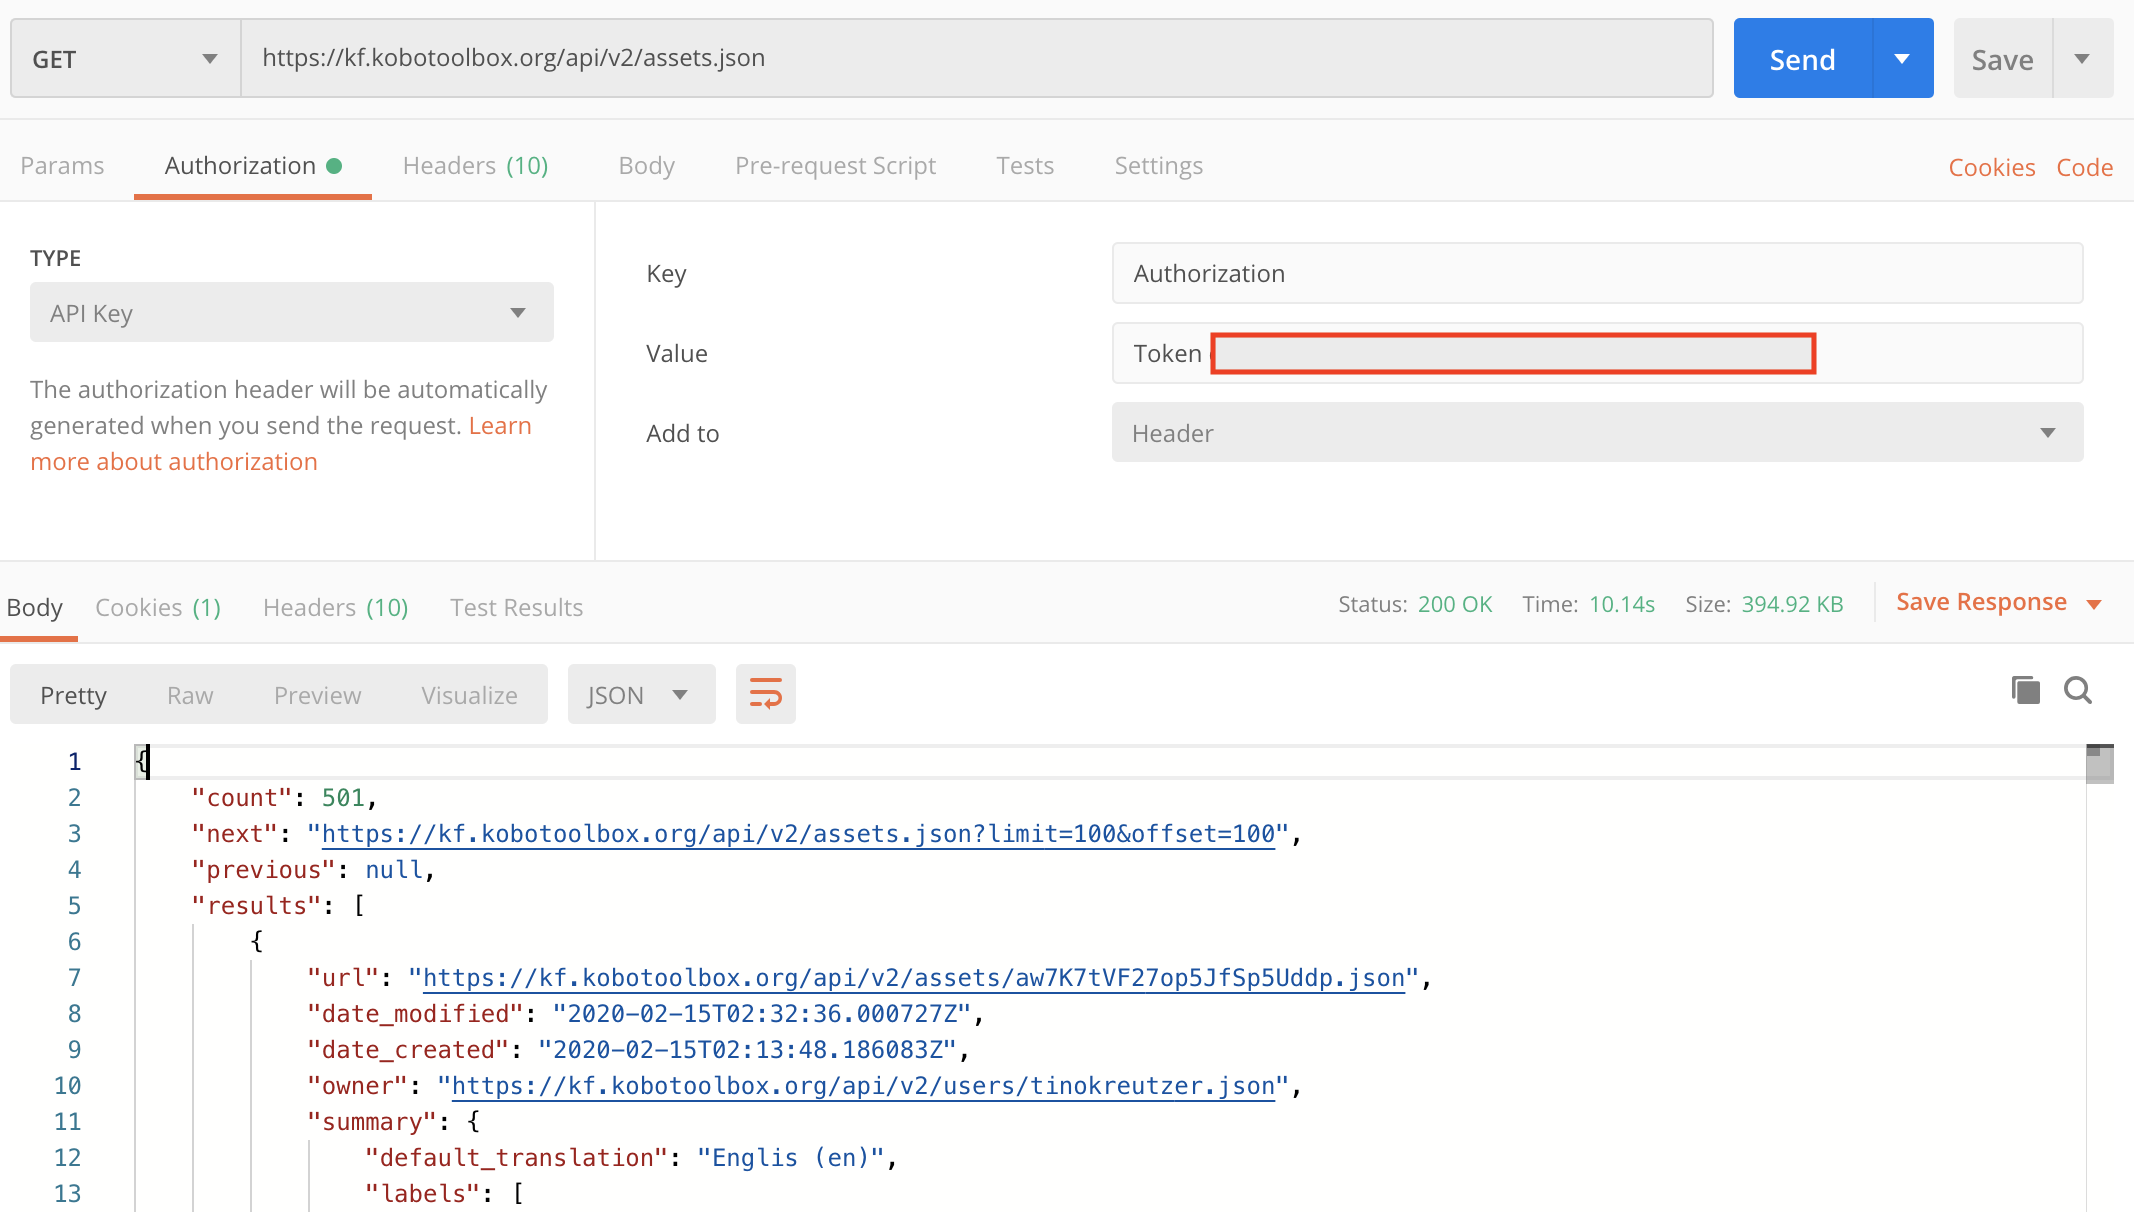 GET https://kf.kobotoolbox.org/api/v2/assets.json Send Save
Params Authorization Headers (10) Body Pre-request Script Tests Settings Cookies Code
TYPE
API Key
The authorization header will be automatically
generated when you send the request. Learn
more about authorization
Key Authorization
Value Token
Add to Header
Body Cookies (1) Headers (10) Test Results Status: 200 OK Time: 10.14s Size: 394.92 KB Save Response
Pretty Raw Preview Visualize JSON
1 {
2 "count": 501,
3 "next": "https://kf.kobotoolbox.org/api/v2/assets.json?limit=100&offset=100",
4 "previous": null,
5 "results": [
6 {
7 "url": "https://kf.kobotoolbox.org/api/v2/assets/aw7K7tVF27op5JfSp5Uddp.json",
8 "date_modified": "2020-02-15T02:32:36.000727Z",
9 "date_created": "2020-02-15T02:13:48.186083Z",
10 "owner": "https://kf.kobotoolbox.org/api/v2/users/tinokreutzer.json",
11 "summary": {
12 "default_translation": "Englis (en)",
13 "labels": [